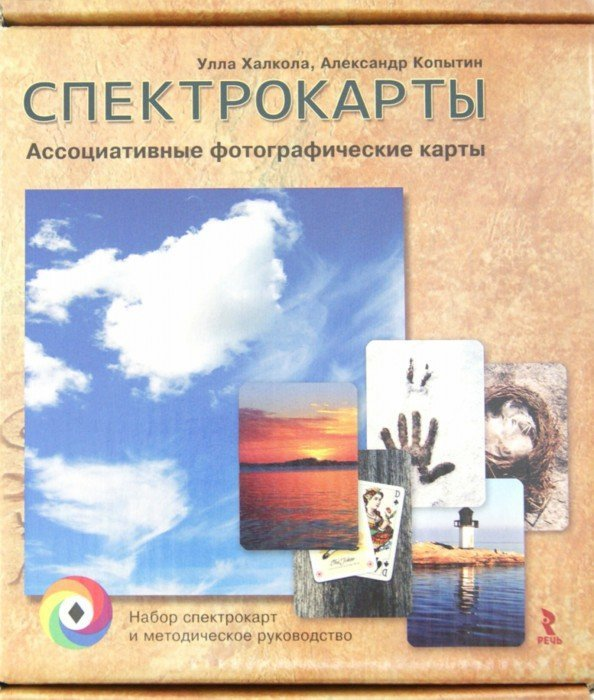 Улла Халкола, Александр Копытин
СПЕКТРОКАРТЫ
Ассоциативные фотографические карты
D
D
Набор спектрокарт
и методическое руководство
РЕЧЬ